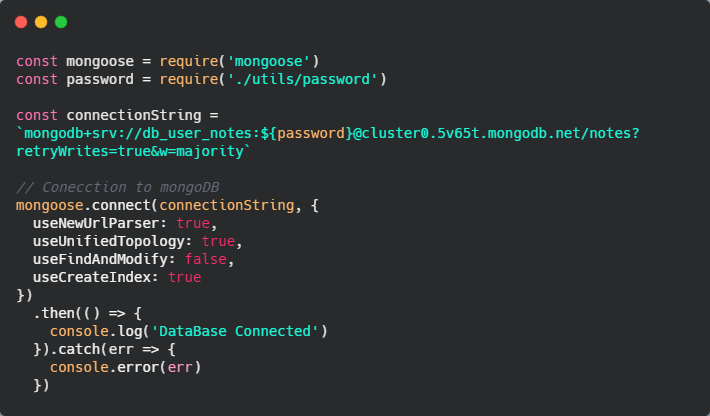 const mongoose = require('mongoose')
const password = require('./utils/password')
const connectionString =
`mongodb+srv://db_user_notes:${password}@cluster0.5v65t.mongodb.net/notes?
retryWrites=true&w=majority`
// Conecction to mongoDB
mongoose.connect(connectionString, {
  useNewUrlParser: true,
  useUnifiedTopology: true,
  useFindAndModify: false,
  useCreateIndex: true
})
  .then(() => {
    console.log('DataBase Connected')
  }).catch(err => {
    console.error(err)
  })